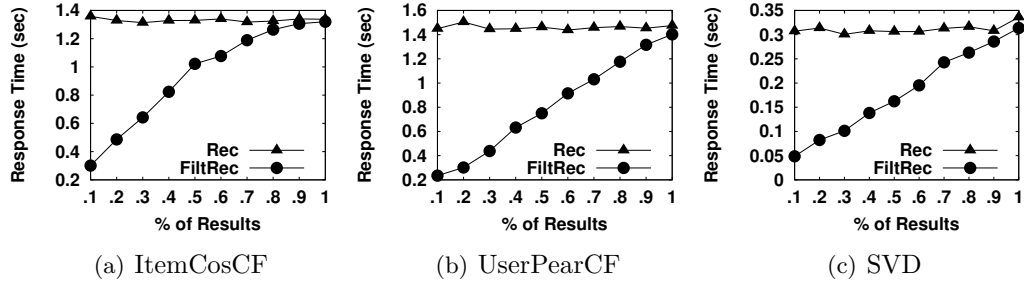 Response Time (sec)
1.4
1.2
1
0.8
0.6
0.4
0.2
Rec
FiltRec
.1 .2 .3 .4 .5 .6 .7 .8 .9 1
% of Results
(a) ItemCosCF
Response Time (sec)
1.6
1.4
1.2
1
0.8
0.6
0.4
0.2
Rec
FiltRec
.1 .2 .3 .4 .5 .6 .7 .8 .9 1
% of Results
(b) UserPearCF
Response Time (sec)
0.35
0.3
0.25
0.2
0.15
0.1
0.05
0
Rec
FiltRec
.1 .2 .3 .4 .5 .6 .7 .8 .9 1
% of Results
(c) SVD